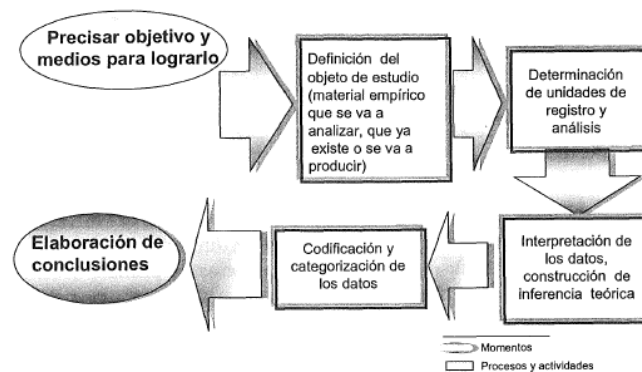 Precisar objetivo y
medios para lograrlo
Definición del
objeto de estudio
(material empírico
que se va a
analizar, que ya
existe o se va a
producir)
Determinación
de unidades de
registro y
análisis
Interpretación de
los datos,
construcción de
inferencia teórica
Codificación y
categorización de
los datos
Elaboración de
conclusiones
Momentos
Procesos y actividades